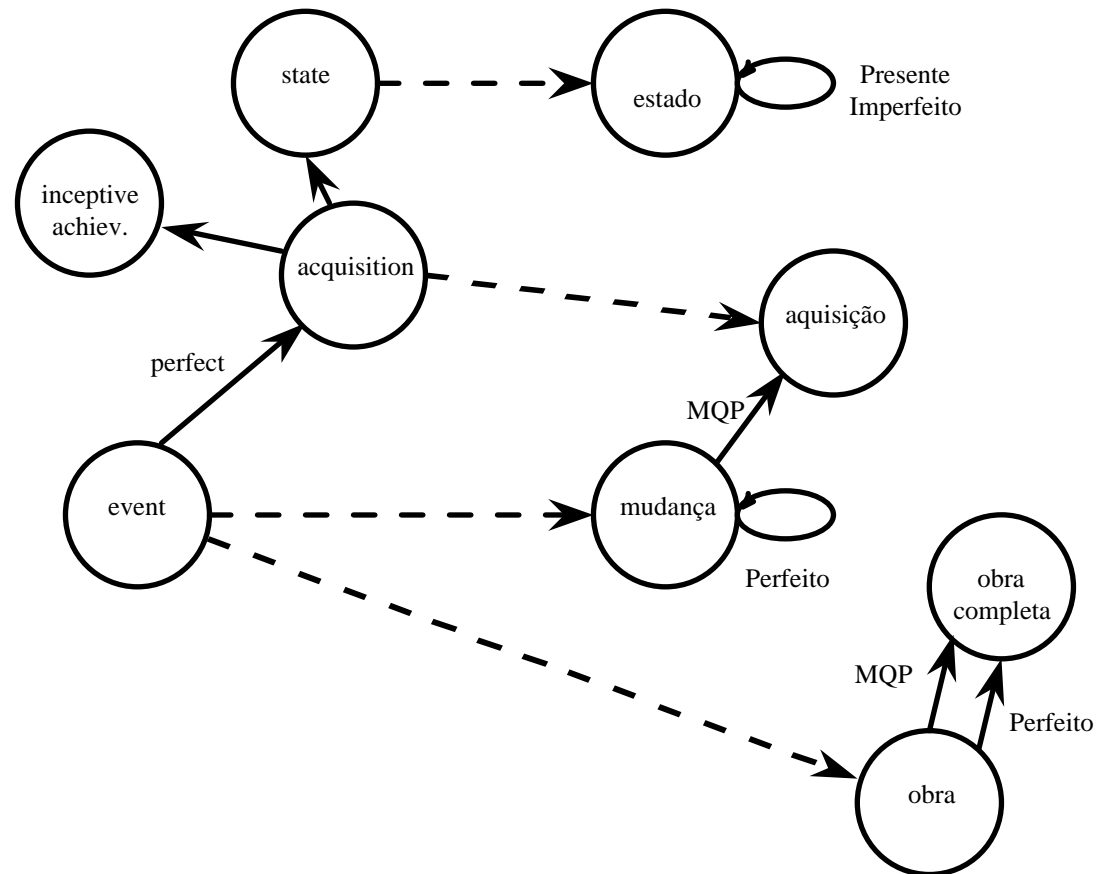 state
estado
Presente
Imperfeito
inceptive
achiev.
acquisition
aquisição
perfect
MQP
event
mudança
Perfeito
obra
completa
MQP
Perfeito
obra